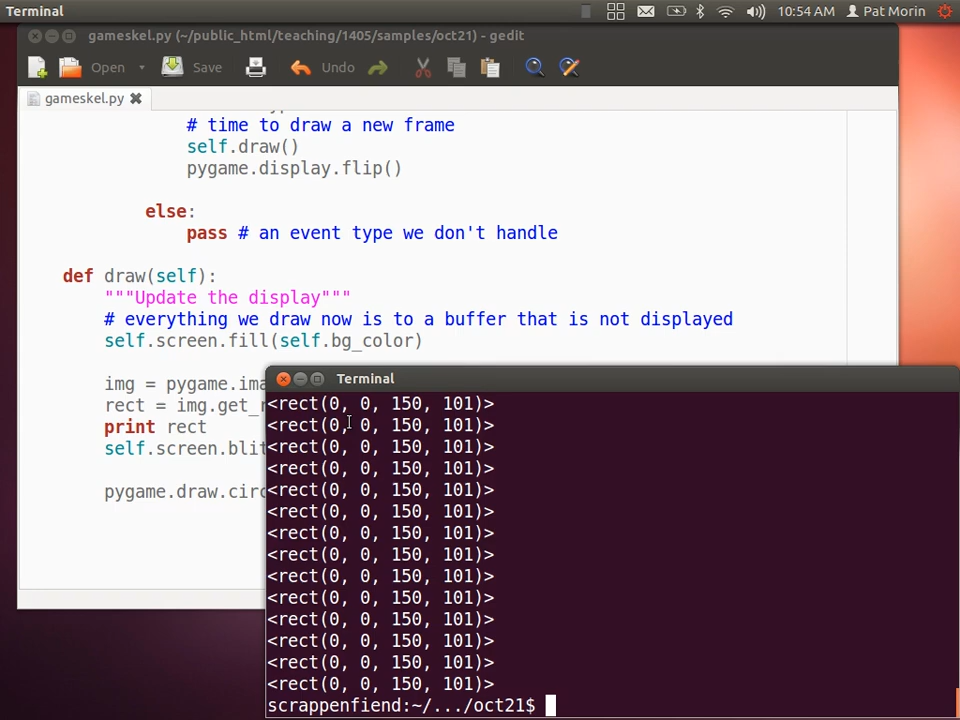 Terminal
10:54 AM
Pat Morin
gameskel.py (~/public_html/teaching/1405/samples/oct21) - gedit
Open
Save
Undo
gameskel.py
# time to draw a new frame
self.draw()
pygame.display.flip()
else:
pass # an event type we don't handle
def draw(self):
"""Update the display"""
# everything we draw now is to a buffer that is not displayed
self.screen.fill(self.bg_color)
img = pygame.ima
rect = img.get_r
print rect
self.screen.blit
pygame.draw.circ
Terminal
<rect(0, 0, 150, 101)>
<rect(0, 0, 150, 101)>
<rect(0, 0, 150, 101)>
<rect(0, 0, 150, 101)>
<rect(0, 0, 150, 101)>
<rect(0, 0, 150, 101)>
<rect(0, 0, 150, 101)>
<rect(0, 0, 150, 101)>
<rect(0, 0, 150, 101)>
<rect(0, 0, 150, 101)>
<rect(0, 0, 150, 101)>
<rect(0, 0, 150, 101)>
<rect(0, 0, 150, 101)>
<rect(0, 0, 150, 101)>
scrappenfiend:~/.../oct21$